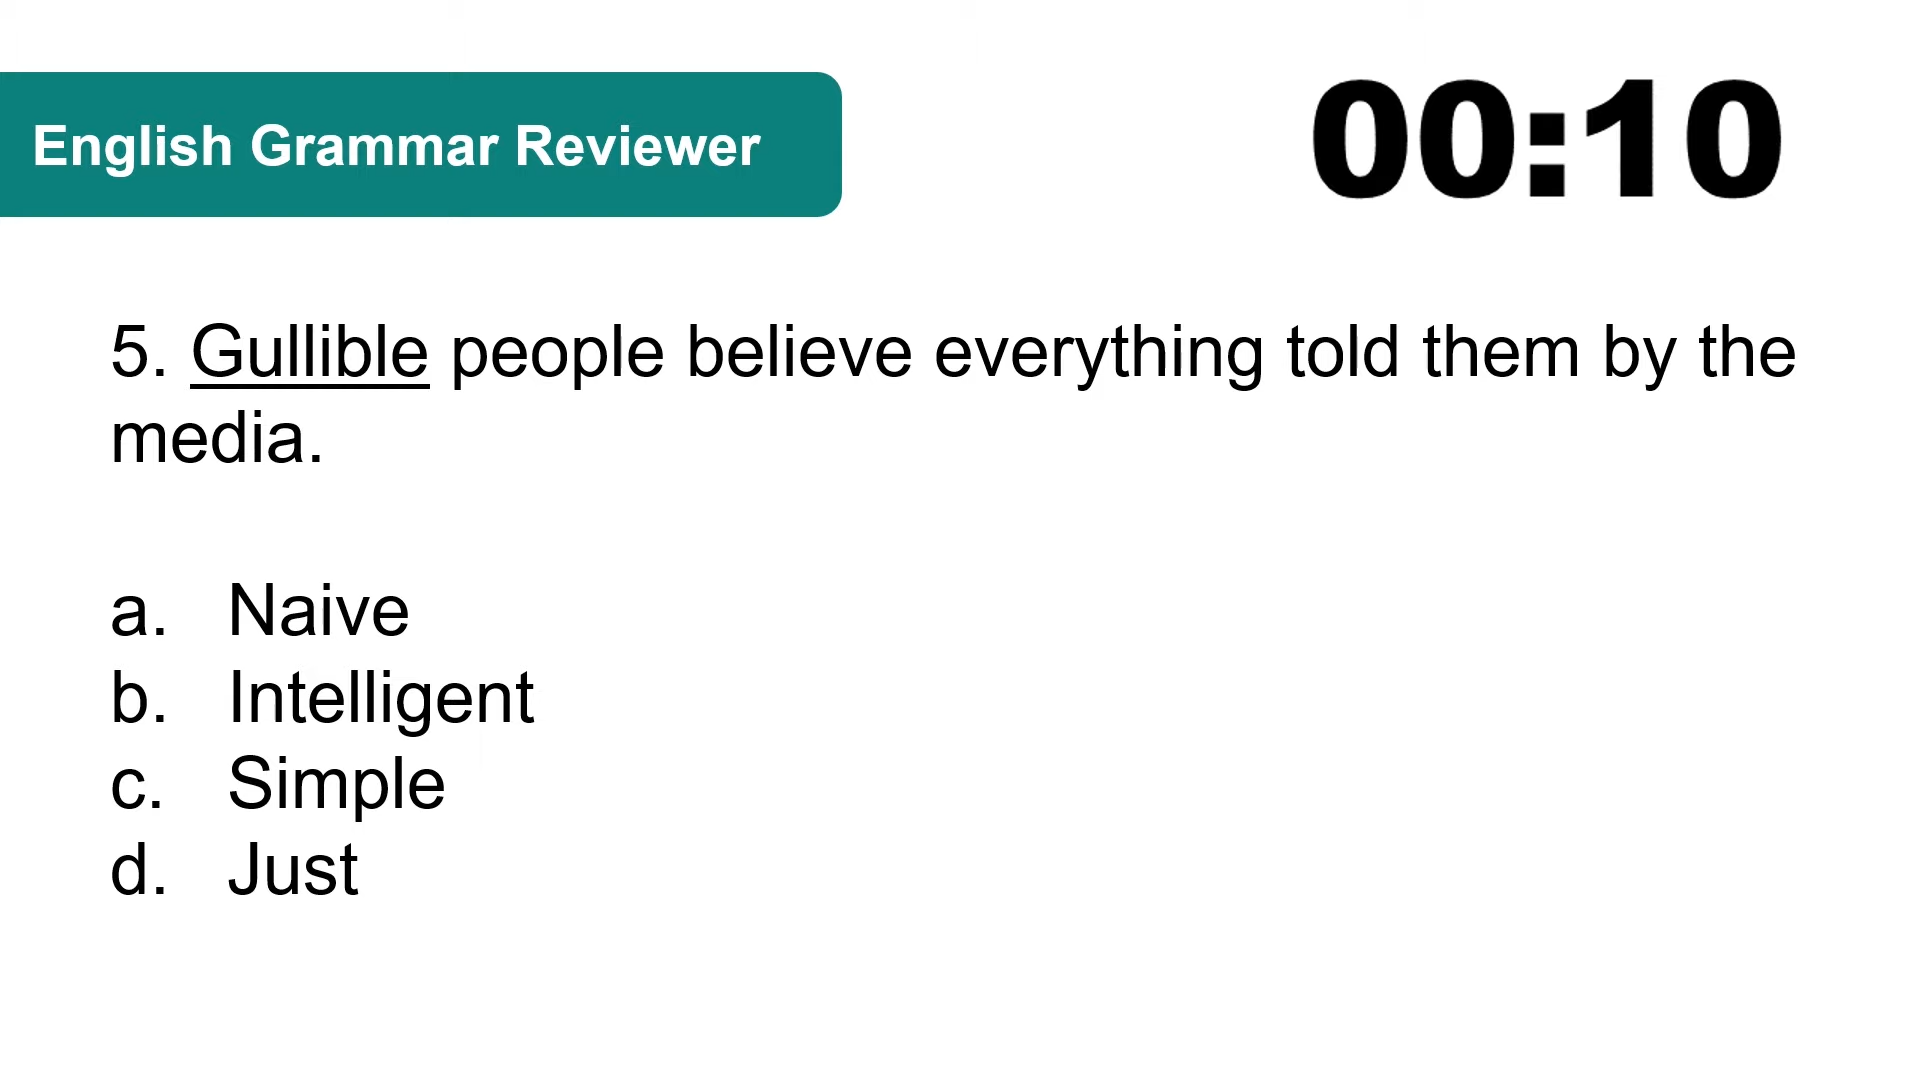 English Grammar Reviewer
00:10
5. Gullible people believe everything told them by the
media.
a. Naive
b. Intelligent
c. Simple
d. Just